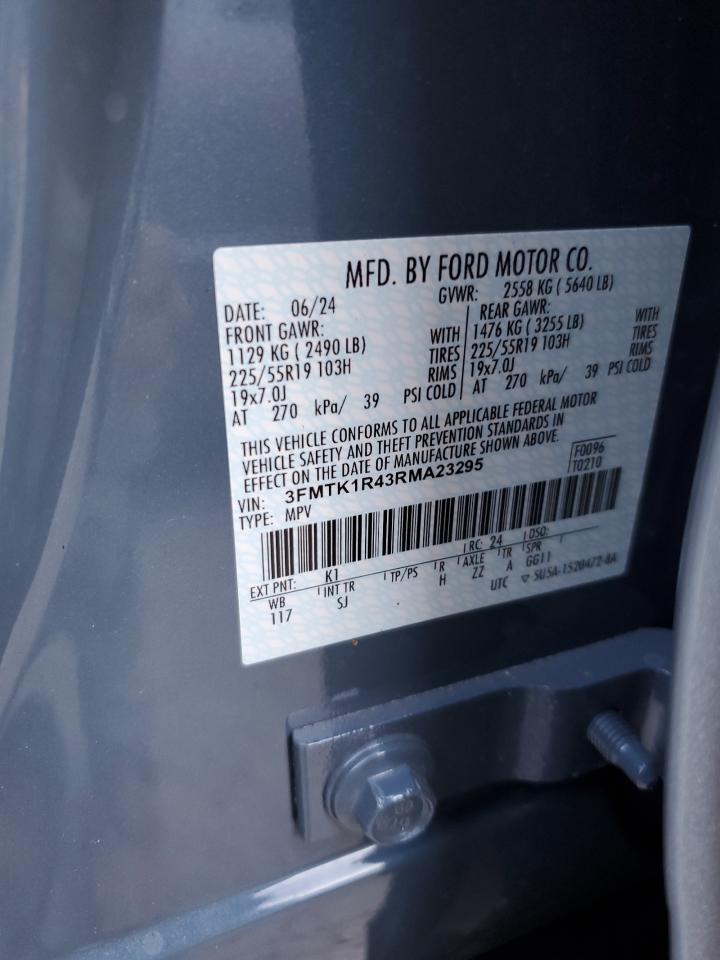 MFD. BY FORD MOTOR CO.
DATE: 06/24 GVWR: 2558 KG ( 5640 LB)
FRONT GAWR: REAR GAWR:
1129 KG ( 2490 LB) WITH 1476 KG ( 3255 LB) WITH
225/55R19 103H TIRES 225/55R19 103H TIRES
19x7.0J RIMS 19x7.0J RIMS
AT 270 kPa/ 39 PSI COLD AT 270 kPa/ 39 PSI COLD
THIS VEHICLE CONFORMS TO ALL APPLICABLE FEDERAL MOTOR
VEHICLE SAFETY AND THEFT PREVENTION STANDARDS IN
EFFECT ON THE DATE OF MANUFACTURE SHOWN ABOVE.
VIN: 3FMTK1R43RMA23295 F0096
TYPE: MPV T0210
EXT PNT: K1 RC: 24 DSO:
WB INT TR TP/PS R AXLE TR SPR
117 SJ H ZZ A GG11
UTC ▽ SU5A-1520472-BA